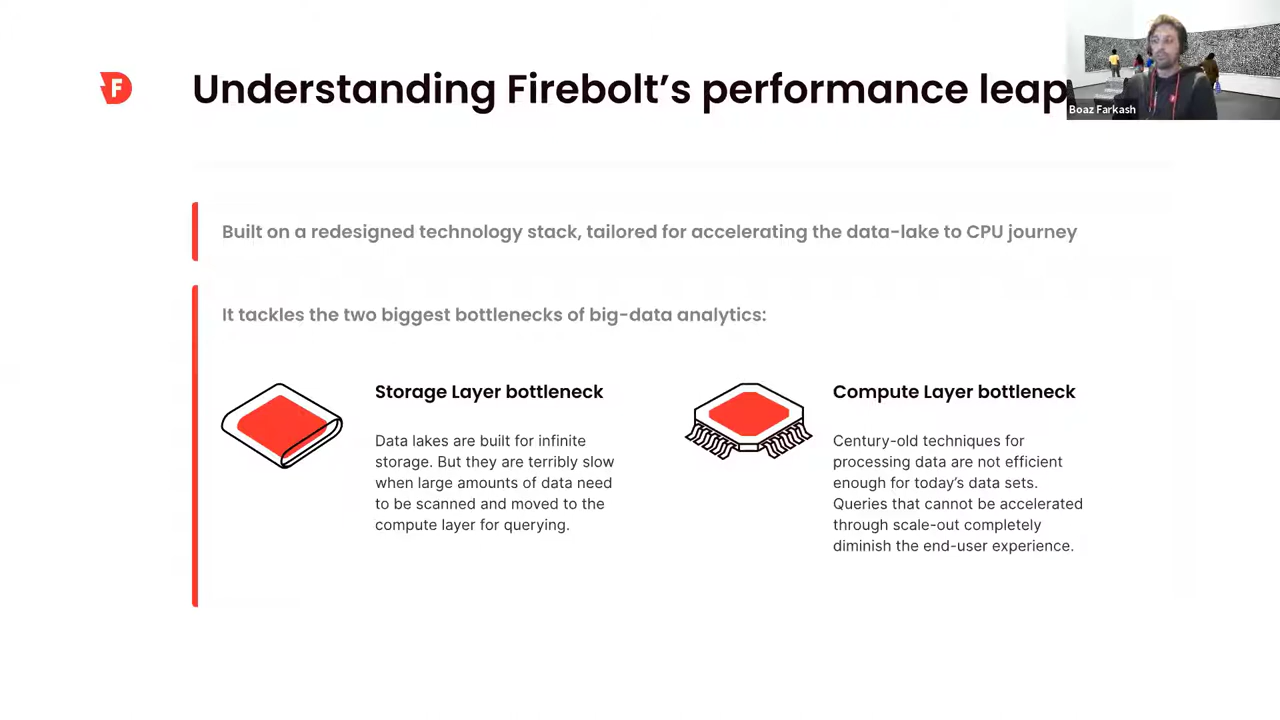 F
Understanding Firebolt's performance leap
Boaz Farkash
Built on a redesigned technology stack, tailored for accelerating the data-lake to CPU journey
It tackles the two biggest bottlenecks of big-data analytics:
Storage Layer bottleneck
Data lakes are built for infinite
storage. But they are terribly slow
when large amounts of data need
to be scanned and moved to the
compute layer for querying.
Compute Layer bottleneck
Century-old techniques for
processing data are not efficient
enough for today's data sets.
Queries that cannot be accelerated
through scale-out completely
diminish the end-user experience.